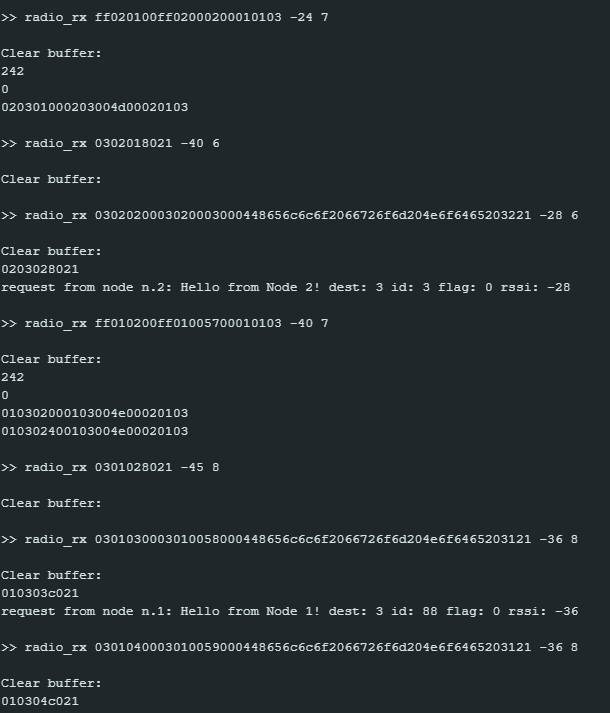 >> radio_rx ff020100ff02000200010103 -24 7
Clear buffer:
242
0
020301000203004d00020103
>> radio_rx 0302018021 -40 6
Clear buffer:
>> radio_rx 0302020003020003000448656c6c6f2066726f6d204e6f6465203221 -28 6
Clear buffer:
0203028021
request from node n.2: Hello from Node 2! dest: 3 id: 3 flag: 0 rssi: -28
>> radio_rx ff010200ff01005700010103 -40 7
Clear buffer:
242
0
010302000103004e00020103
010302400103004e00020103
>> radio_rx 0301028021 -45 8
Clear buffer:
>> radio_rx 0301030003010058000448656c6c6f2066726f6d204e6f6465203121 -36 8
Clear buffer:
010303c021
request from node n.1: Hello from Node 1! dest: 3 id: 88 flag: 0 rssi: -36
>> radio_rx 0301040003010059000448656c6c6f2066726f6d204e6f6465203121 -36 8
Clear buffer:
010304c021